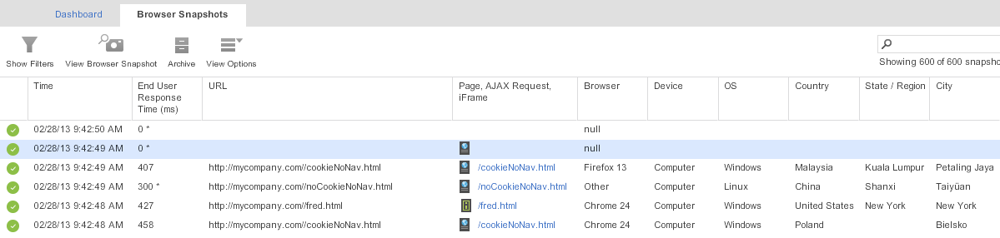 Dashboard Browser Snapshots
Show Filters View Browser Snapshot Archive View Options
Showing 600 of 600 snapsho
Time End User Response Time (ms) URL Page, AJAX Request, iFrame Browser Device OS Country State / Region City
02/28/13 9:42:50 AM 0 * null
02/28/13 9:42:49 AM 0 * null
02/28/13 9:42:49 AM 407 http://mycompany.com//cookieNoNav.html /cookieNoNav.html Firefox 13 Computer Windows Malaysia Kuala Lumpur Petaling Jaya
02/28/13 9:42:49 AM 300 * http://mycompany.com//noCookieNoNav.html /noCookieNoNav.html Other Computer Linux China Shanxi Taiyüan
02/28/13 9:42:48 AM 427 http://mycompany.com//fred.html /fred.html Chrome 24 Computer Windows United States New York New York
02/28/13 9:42:48 AM 458 http://mycompany.com//cookieNoNav.html /cookieNoNav.html Chrome 24 Computer Windows Poland Bielsko